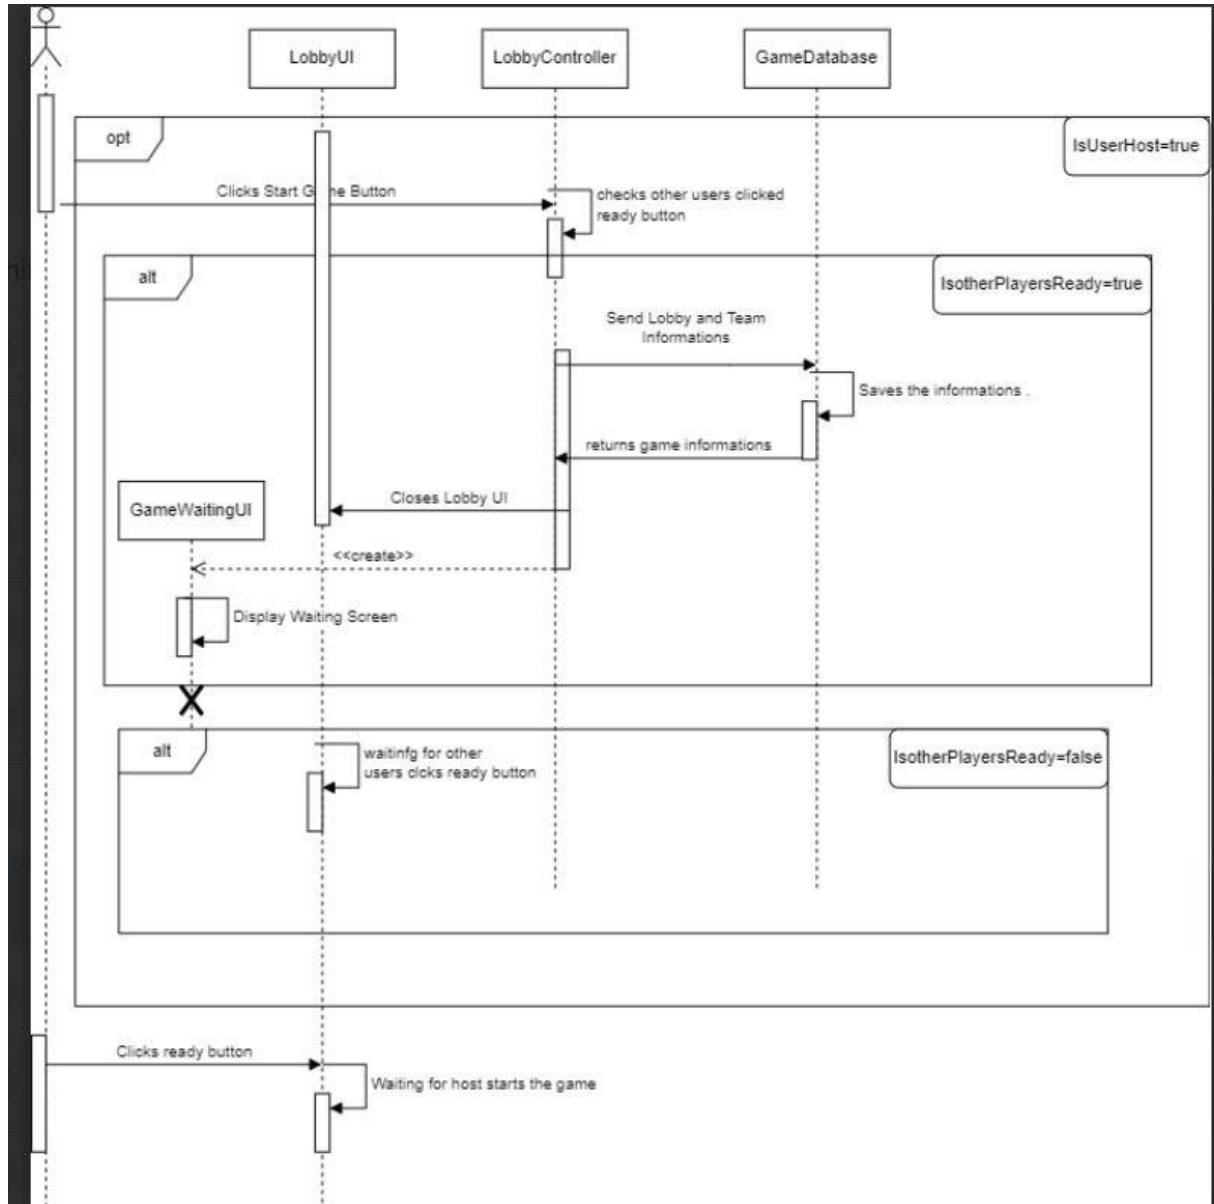 LobbyUI
LobbyController
GameDatabase
opt
IsUserHost=true
Clicks Start Game Button
checks other users clicked
ready button
alt
IsotherPlayersReady=true
Send Lobby and Team
Informations
Saves the informations .
returns game informations
Closes Lobby UI
GameWaitingUI
<<create>>
Display Waiting Screen
alt
IsotherPlayersReady=false
waitinfg for other
users clcks ready button
Clicks ready button
Waiting for host starts the game